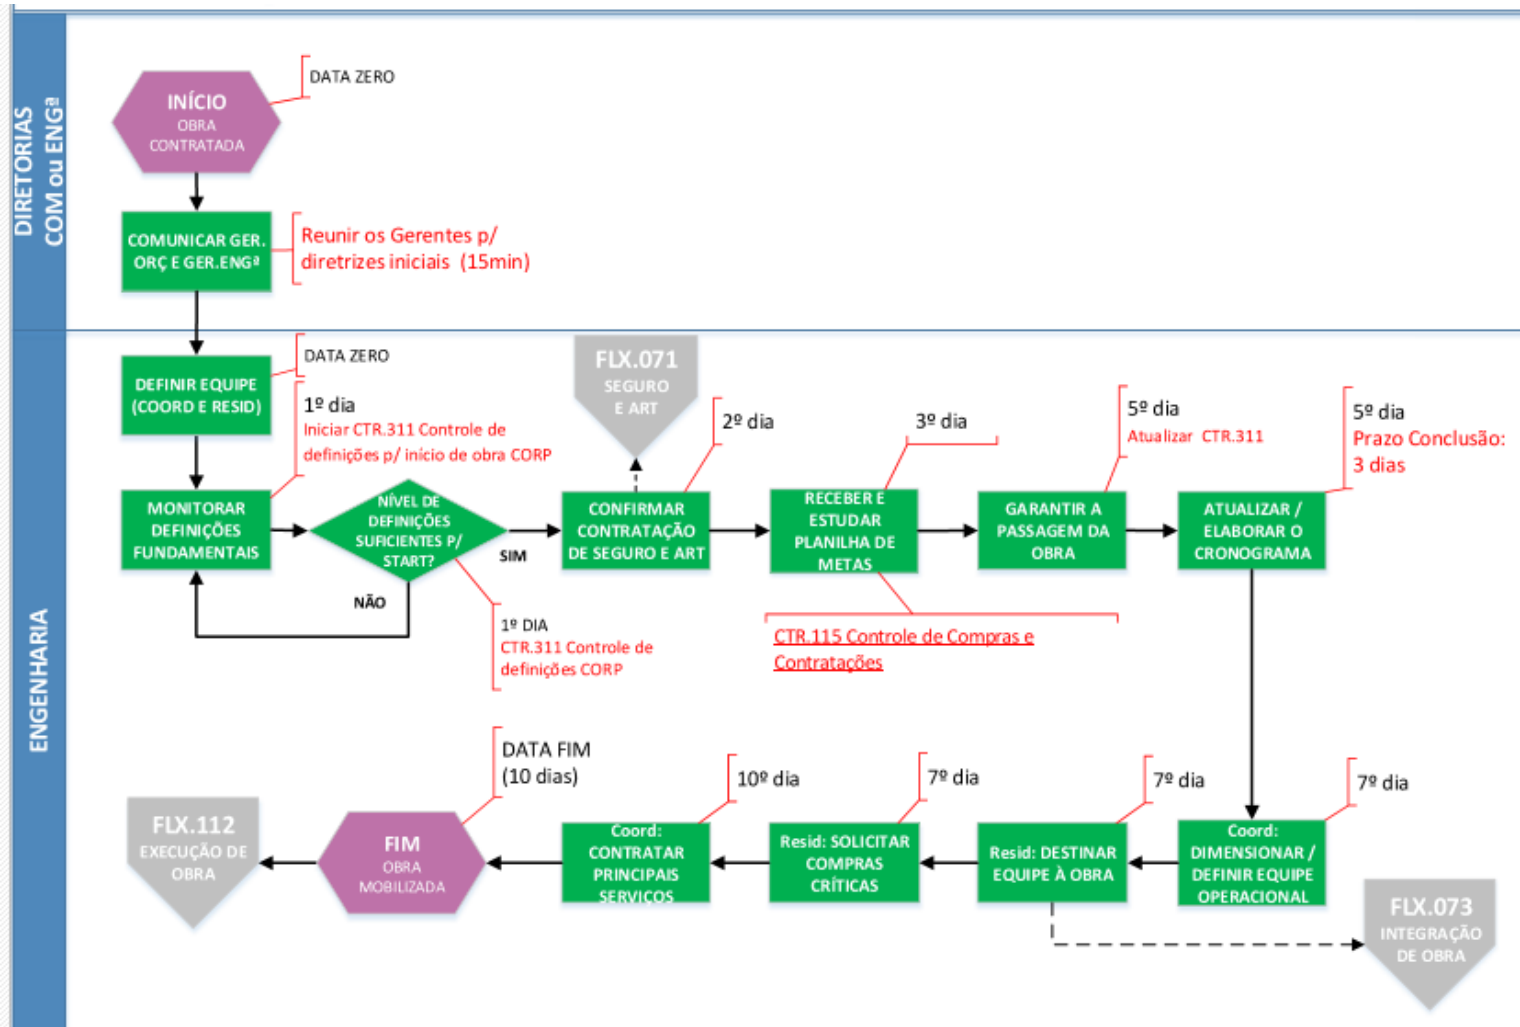 DIRETORIAS
COM ou ENGª
INÍCIO
OBRA
CONTRATADA
DATA ZERO
COMUNICAR GER.
ORÇ E GER.ENGª
Reunir os Gerentes p/
diretrizes iniciais  (15min)
ENGENHARIA
DEFINIR EQUIPE
(COORD E RESID)
DATA ZERO
MONITORAR
DEFINIÇÕES
FUNDAMENTAIS
1º dia
Iniciar CTR.311 Controle de
definições p/ início de obra CORP
NÍVEL DE
DEFINIÇÕES
SUFICIENTES P/
START?
NÃO
SIM
1º DIA
CTR.311 Controle de
definições CORP
FLX.071
SEGURO
E ART
CONFIRMAR
CONTRATAÇÃO
DE SEGURO E ART
2º dia
RECEBER E
ESTUDAR
PLANILHA DE
METAS
3º dia
CTR.115 Controle de Compras e
Contratações
GARANTIR A
PASSAGEM DA
OBRA
5º dia
Atualizar  CTR.311
ATUALIZAR /
ELABORAR O
CRONOGRAMA
5º dia
Prazo Conclusão:
3 dias
Coord:
DIMENSIONAR /
DEFINIR EQUIPE
OPERACIONAL
7º dia
Resid: DESTINAR
EQUIPE À OBRA
7º dia
FLX.073
INTEGRAÇÃO
DE OBRA
Resid: SOLICITAR
COMPRAS
CRÍTICAS
7º dia
Coord:
CONTRATAR
PRINCIPAIS
SERVIÇOS
10º dia
FIM
OBRA
MOBILIZADA
DATA FIM
(10 dias)
FLX.112
EXECUÇÃO DE
OBRA